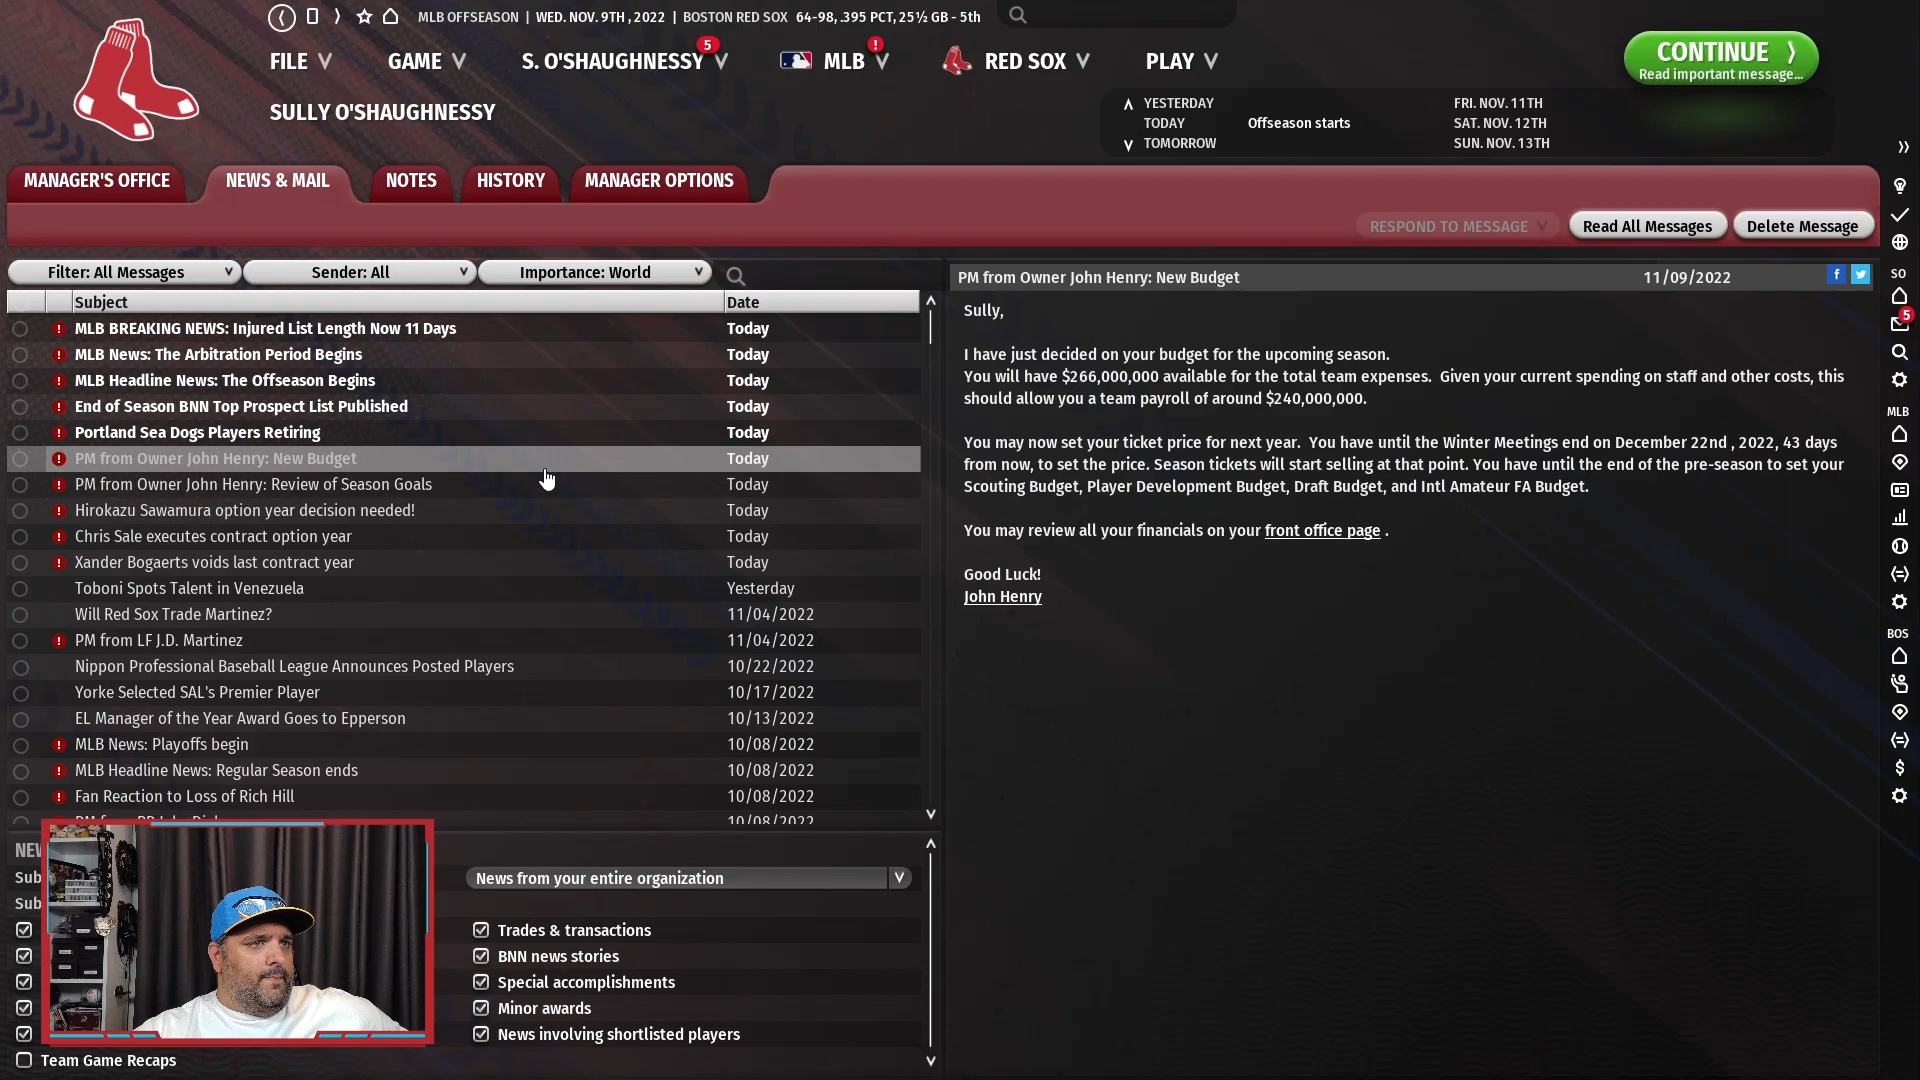 MLB OFFSEASON | WED. NOV. 9TH , 2022 | BOSTON RED SOX 64-98, .395 PCT, 25½ GB - 5th
FILE GAME S. O'SHAUGHNESSY 5 MLB ! RED SOX PLAY
CONTINUE
Read important message...
SULLY O'SHAUGHNESSY
YESTERDAY FRI. NOV. 11TH
TODAY Offseason starts SAT. NOV. 12TH
TOMORROW SUN. NOV. 13TH
MANAGER'S OFFICE NEWS & MAIL NOTES HISTORY MANAGER OPTIONS
RESPOND TO MESSAGE Read All Messages Delete Message
Filter: All Messages Sender: All Importance: World
Subject Date
MLB BREAKING NEWS: Injured List Length Now 11 Days Today
MLB News: The Arbitration Period Begins Today
MLB Headline News: The Offseason Begins Today
End of Season BNN Top Prospect List Published Today
Portland Sea Dogs Players Retiring Today
PM from Owner John Henry: New Budget Today
PM from Owner John Henry: Review of Season Goals Today
Hirokazu Sawamura option year decision needed! Today
Chris Sale executes contract option year Today
Xander Bogaerts voids last contract year Today
Toboni Spots Talent in Venezuela Yesterday
Will Red Sox Trade Martinez? 11/04/2022
PM from LF J.D. Martinez 11/04/2022
Nippon Professional Baseball League Announces Posted Players 10/22/2022
Yorke Selected SAL's Premier Player 10/17/2022
EL Manager of the Year Award Goes to Epperson 10/13/2022
MLB News: Playoffs begin 10/08/2022
MLB Headline News: Regular Season ends 10/08/2022
Fan Reaction to Loss of Rich Hill 10/08/2022
10/08/2022
PM from Owner John Henry: New Budget 11/09/2022
Sully,
I have just decided on your budget for the upcoming season.
You will have $266,000,000 available for the total team expenses. Given your current spending on staff and other costs, this
should allow you a team payroll of around $240,000,000.
You may now set your ticket price for next year. You have until the Winter Meetings end on December 22nd , 2022, 43 days
from now, to set the price. Season tickets will start selling at that point. You have until the end of the pre-season to set your
Scouting Budget, Player Development Budget, Draft Budget, and Intl Amateur FA Budget.
You may review all your financials on your front office page .
Good Luck!
John Henry
SO
5
MLB
BOS
NEW
Sub News from your entire organization
Sub
Trades & transactions
BNN news stories
Special accomplishments
Minor awards
News involving shortlisted players
Team Game Recaps